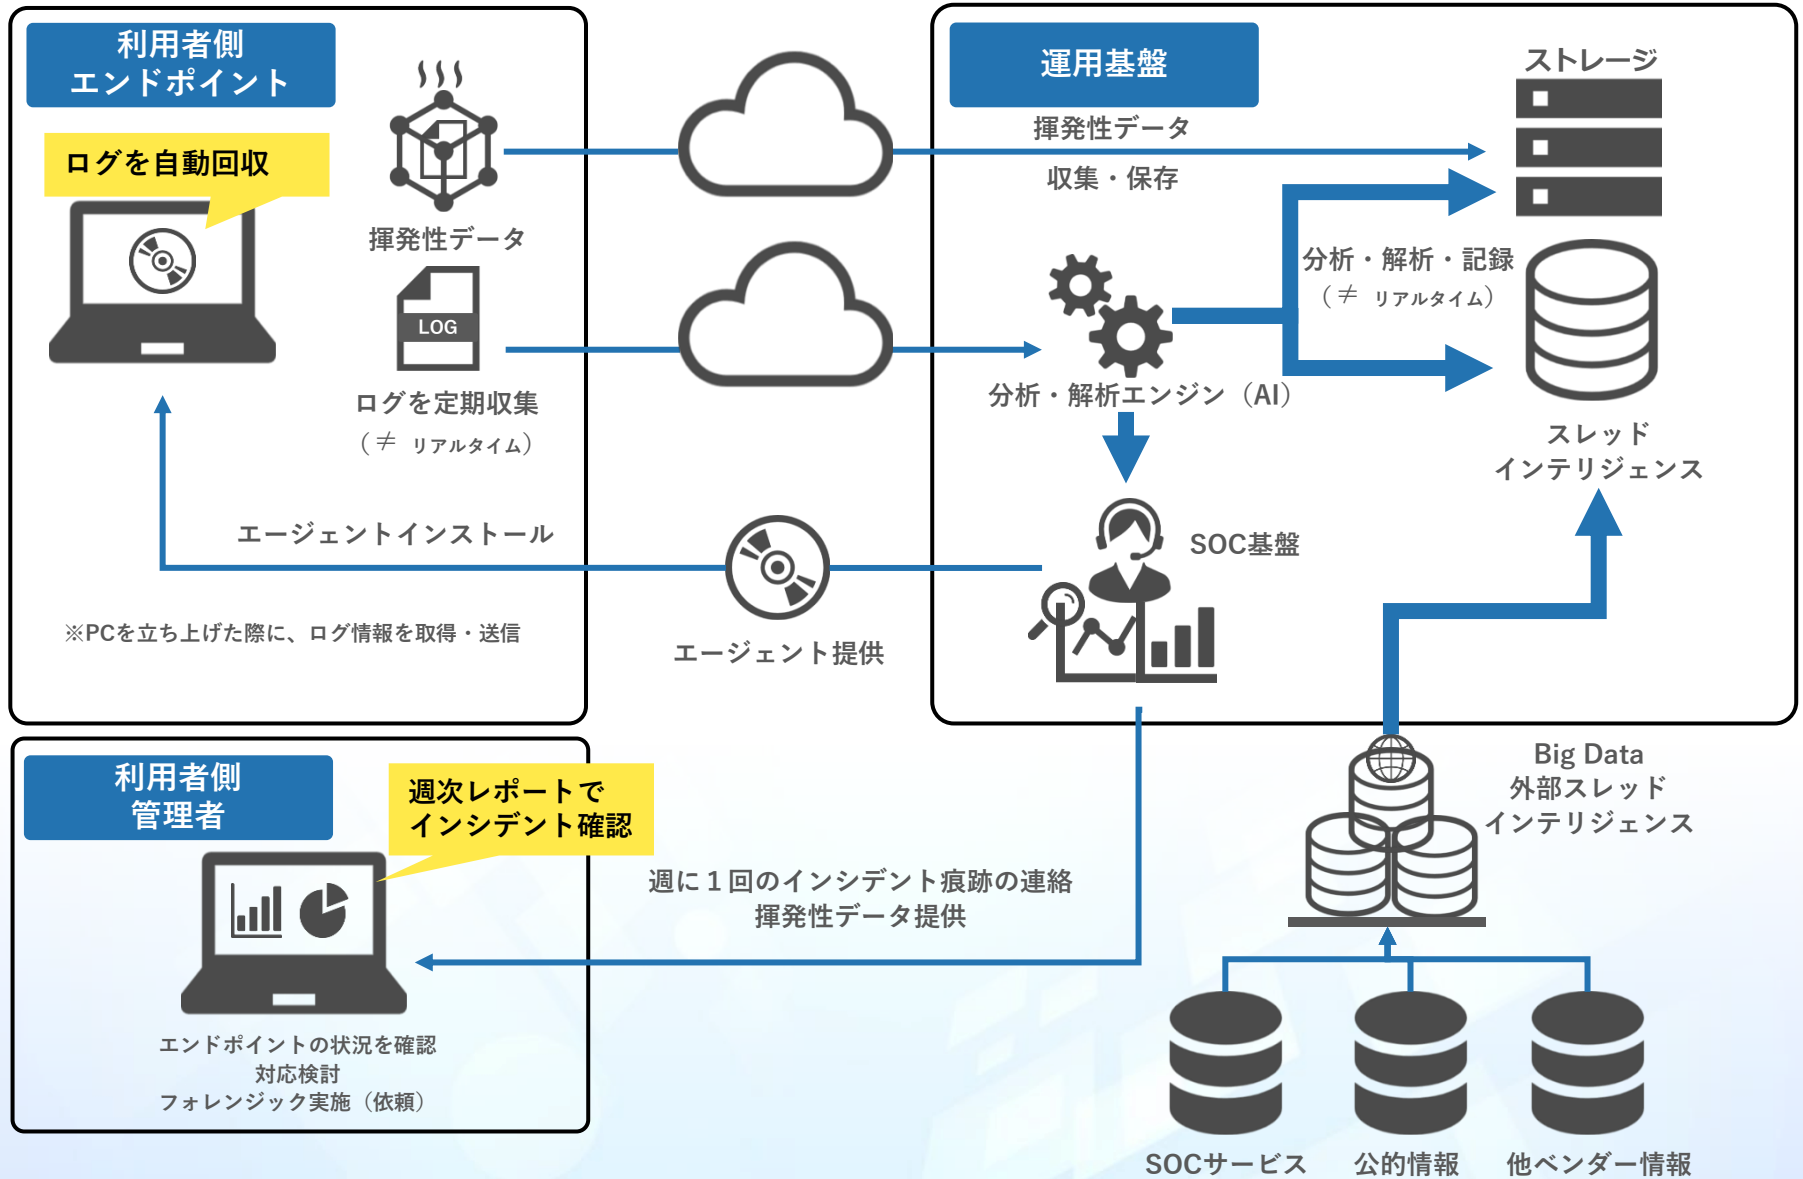 利用者側
エンドポイント
ログを自動回収
揮発性データ
LOG
ログを定期収集
（≠ リアルタイム）
エージェントインストール
※PCを立ち上げた際に、ログ情報を取得・送信
エージェント提供
運用基盤
揮発性データ
収集・保存
ストレージ
分析・解析・記録
（≠ リアルタイム）
分析・解析エンジン（AI）
スレッド
インテリジェンス
SOC基盤
利用者側
管理者
週次レポートで
インシデント確認
週に１回のインシデント痕跡の連絡
揮発性データ提供
エンドポイントの状況を確認
対応検討
フォレンジック実施（依頼）
Big Data
外部スレッド
インテリジェンス
SOCサービス
公的情報
他ベンダー情報